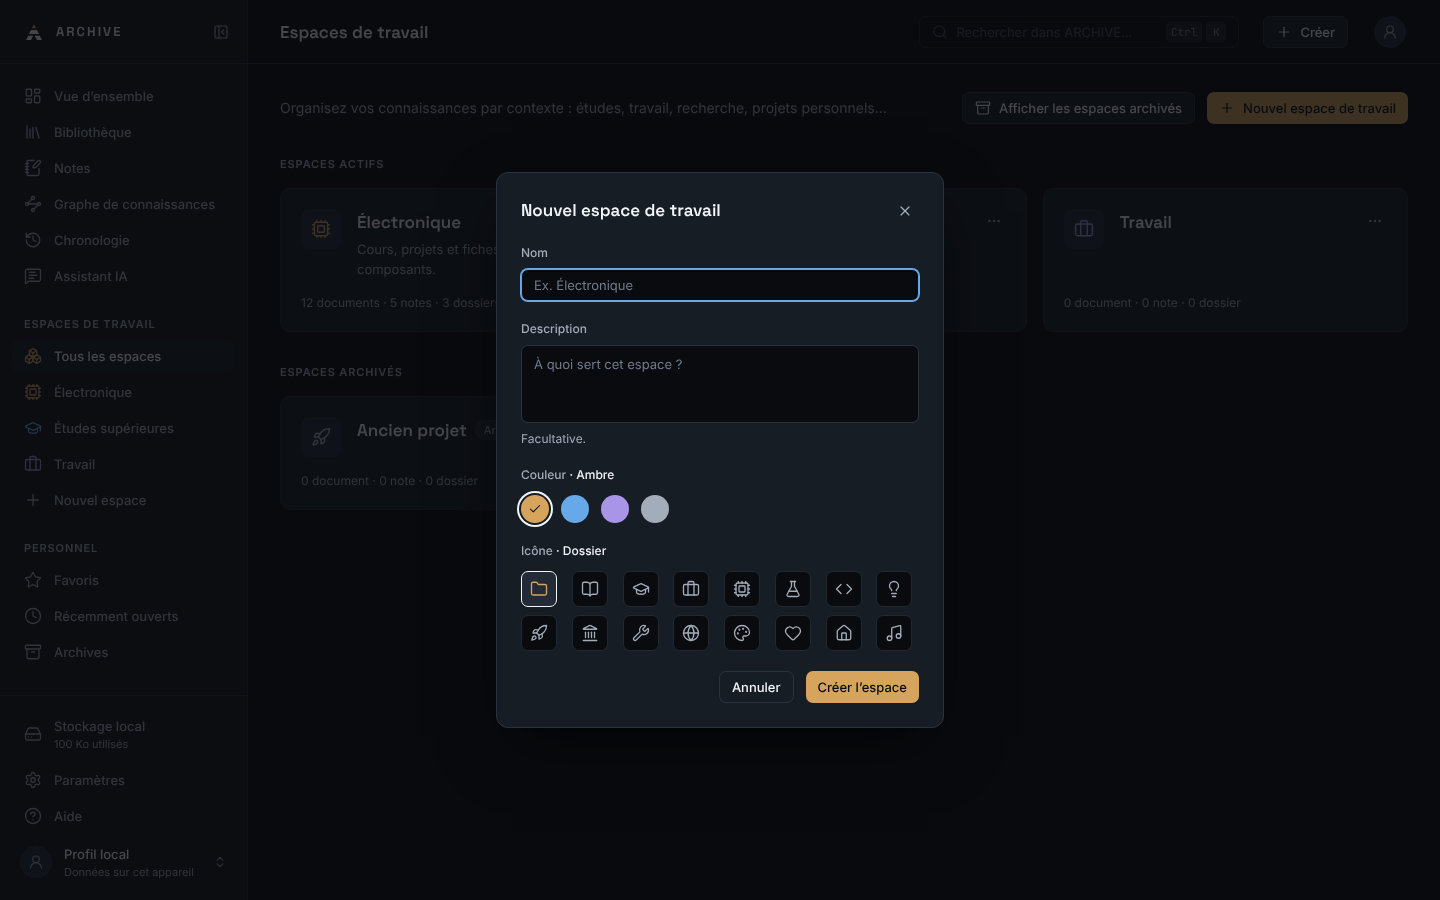 ARCHIVE
Espaces de travail
Rechercher dans ARCHIVE...
Ctrl K
Créer
Vue d'ensemble
Bibliothèque
Notes
Graphe de connaissances
Chronologie
Assistant IA
ESPACES DE TRAVAIL
Tous les espaces
Électronique
Études supérieures
Travail
Nouvel espace
PERSONNEL
Favoris
Récemment ouverts
Archives
Stockage local
100 Ko utilisés
Paramètres
Aide
Profil local
Données sur cet appareil
Organisez vos connaissances par contexte : études, travail, recherche, projets personnels...
Afficher les espaces archivés
Nouvel espace de travail
ESPACES ACTIFS
Électronique
Cours, projets et fiches
composants.
12 documents · 5 notes · 3 dossiers
Travail
0 document · 0 note · 0 dossier
ESPACES ARCHIVÉS
Ancien projet
0 document · 0 note · 0 dossier
Nouvel espace de travail
Nom
Ex. Électronique
Description
À quoi sert cet espace ?
Facultative.
Couleur · Ambre
Icône · Dossier
Annuler
Créer l'espace